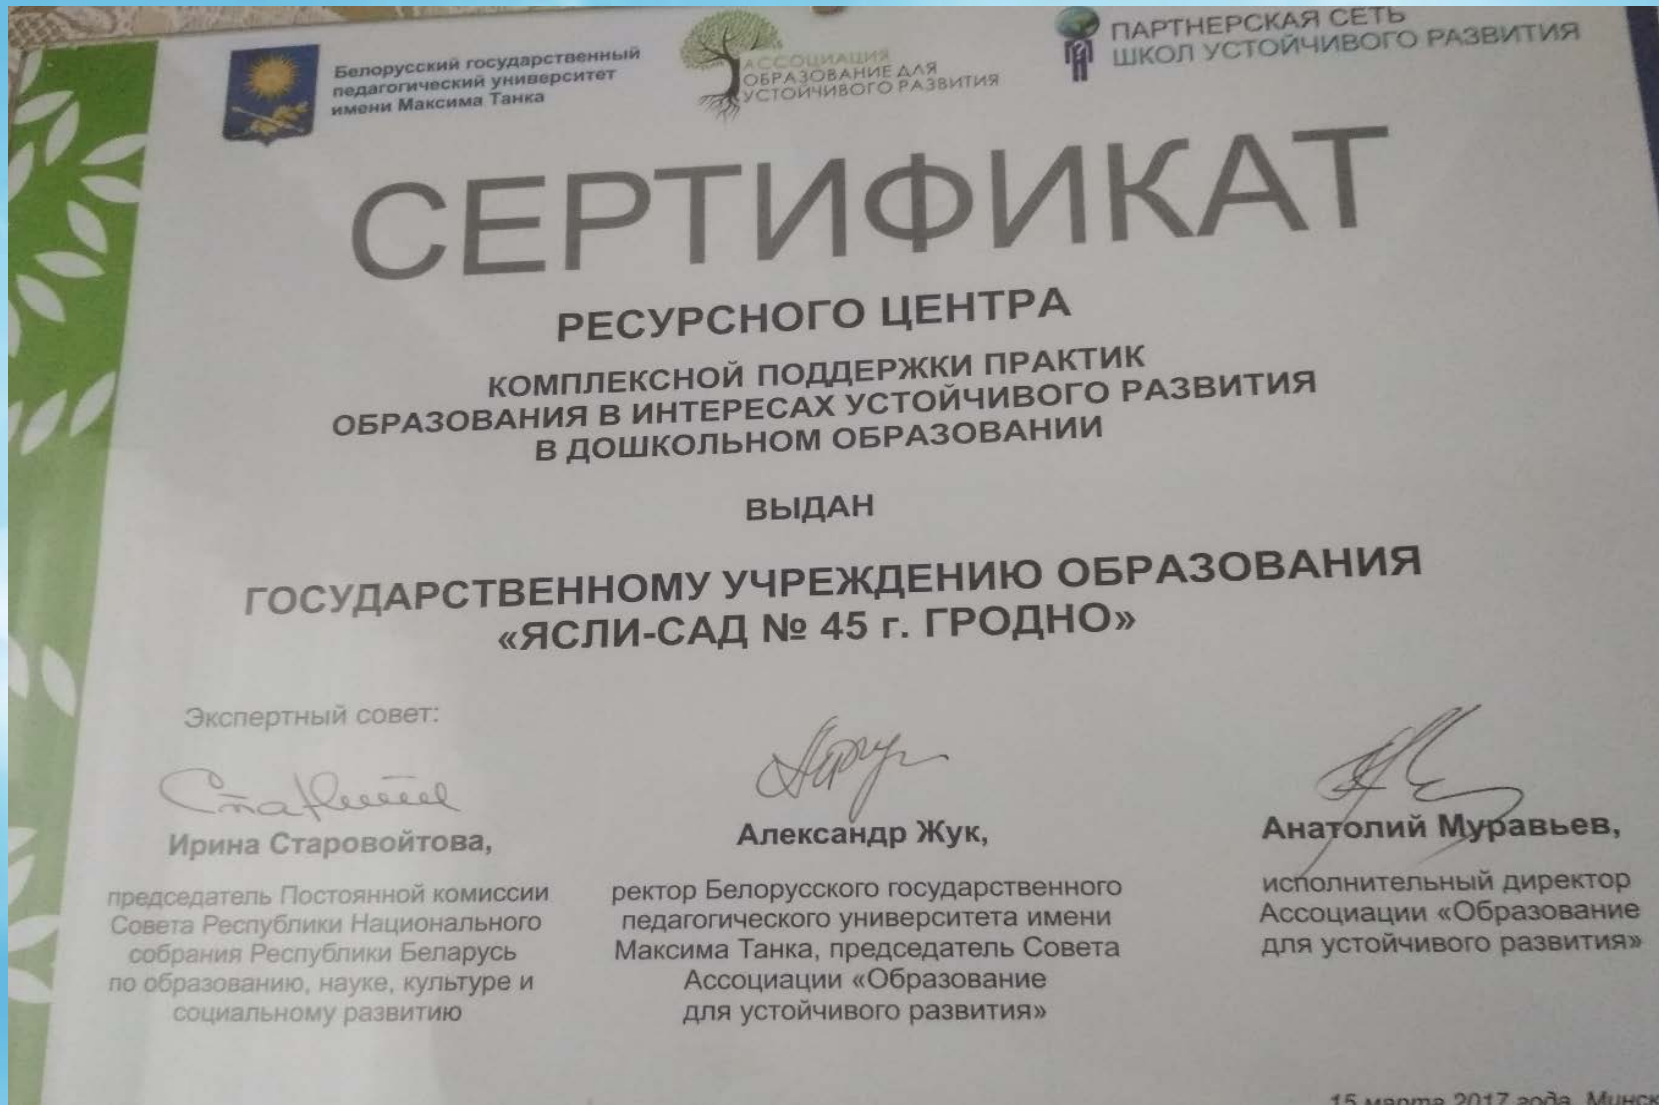 Белорусский государственный
педагогический университет
имени Максима Танка
АССОЦИАЦИЯ
ОБРАЗОВАНИЕ ДЛЯ
УСТОЙЧИВОГО РАЗВИТИЯ
ПАРТНЕРСКАЯ СЕТЬ
ШКОЛ УСТОЙЧИВОГО РАЗВИТИЯ
СЕРТИФИКАТ
РЕСУРСНОГО ЦЕНТРА
КОМПЛЕКСНОЙ ПОДДЕРЖКИ ПРАКТИК
ОБРАЗОВАНИЯ В ИНТЕРЕСАХ УСТОЙЧИВОГО РАЗВИТИЯ
В ДОШКОЛЬНОМ ОБРАЗОВАНИИ
ВЫДАН
ГОСУДАРСТВЕННОМУ УЧРЕЖДЕНИЮ ОБРАЗОВАНИЯ
«ЯСЛИ-САД № 45 г. ГРОДНО»
Экспертный совет:
Ирина Старовойтова,
председатель Постоянной комиссии
Совета Республики Национального
собрания Республики Беларусь
по образованию, науке, культуре и
социальному развитию
Александр Жук,
ректор Белорусского государственного
педагогического университета имени
Максима Танка, председатель Совета
Ассоциации «Образование
для устойчивого развития»
Анатолий Муравьев,
исполнительный директор
Ассоциации «Образование
для устойчивого развития»
15 марта 2017 года, Минск